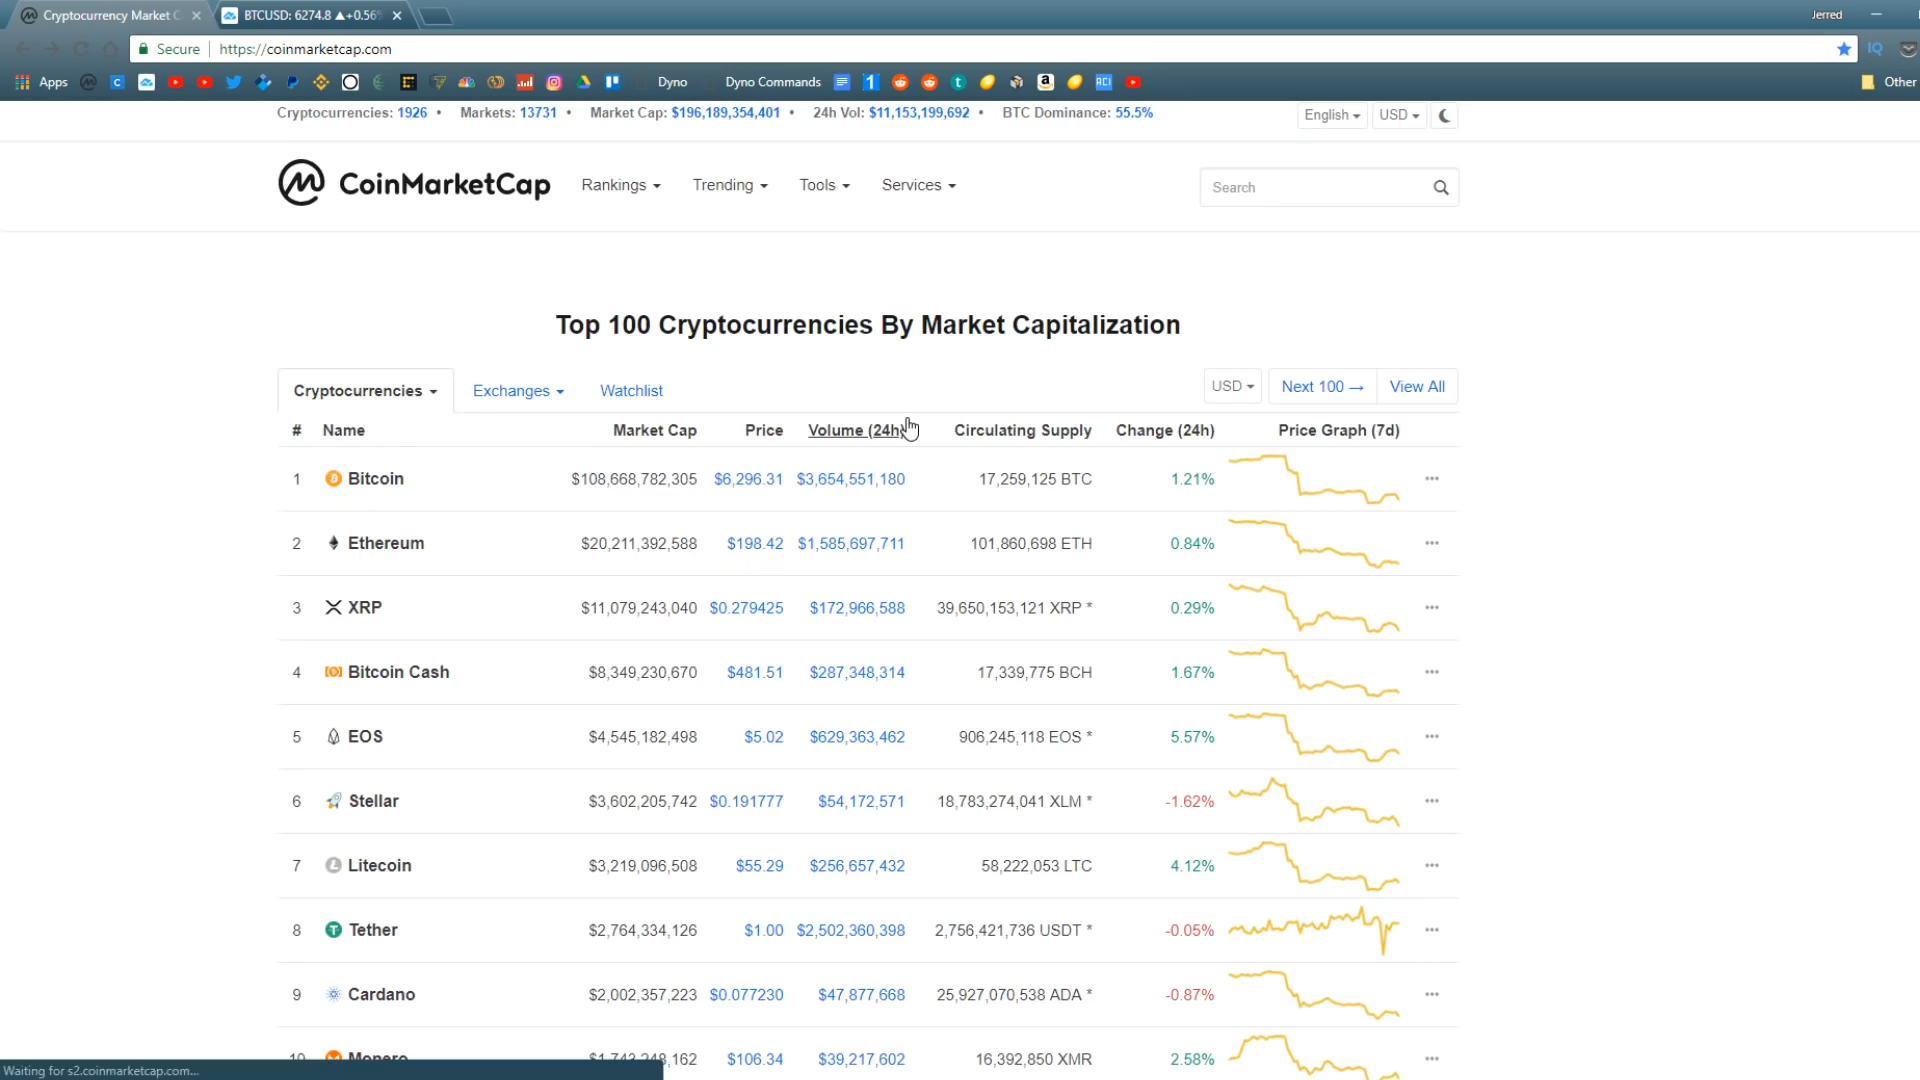 Cryptocurrency Market C
BTCUSD: 6274.8 ▲+0.56%
Jerred
Secure
https://coinmarketcap.com
Apps
Dyno
Dyno Commands
Other
Cryptocurrencies: 1926 • Markets: 13731 • Market Cap: $196,189,354,401 • 24h Vol: $11,153,199,692 • BTC Dominance: 55.5%
English
USD
CoinMarketCap
Rankings
Trending
Tools
Services
Search
Top 100 Cryptocurrencies By Market Capitalization
Cryptocurrencies
Exchanges
Watchlist
USD
Next 100 →
View All
# Name Market Cap Price Volume (24h) Circulating Supply Change (24h) Price Graph (7d)
1 Bitcoin $108,668,782,305 $6,296.31 $3,654,551,180 17,259,125 BTC 1.21%
2 Ethereum $20,211,392,588 $198.42 $1,585,697,711 101,860,698 ETH 0.84%
3 XRP $11,079,243,040 $0.279425 $172,966,588 39,650,153,121 XRP * 0.29%
4 Bitcoin Cash $8,349,230,670 $481.51 $287,348,314 17,339,775 BCH 1.67%
5 EOS $4,545,182,498 $5.02 $629,363,462 906,245,118 EOS * 5.57%
6 Stellar $3,602,205,742 $0.191777 $54,172,571 18,783,274,041 XLM * -1.62%
7 Litecoin $3,219,096,508 $55.29 $256,657,432 58,222,053 LTC 4.12%
8 Tether $2,764,334,126 $1.00 $2,502,360,398 2,756,421,736 USDT * -0.05%
9 Cardano $2,002,357,223 $0.077230 $47,877,668 25,927,070,538 ADA * -0.87%
10 Monero $1,743,248,162 $106.34 $39,217,602 16,392,850 XMR 2.58%
Waiting for s2.coinmarketcap.com...